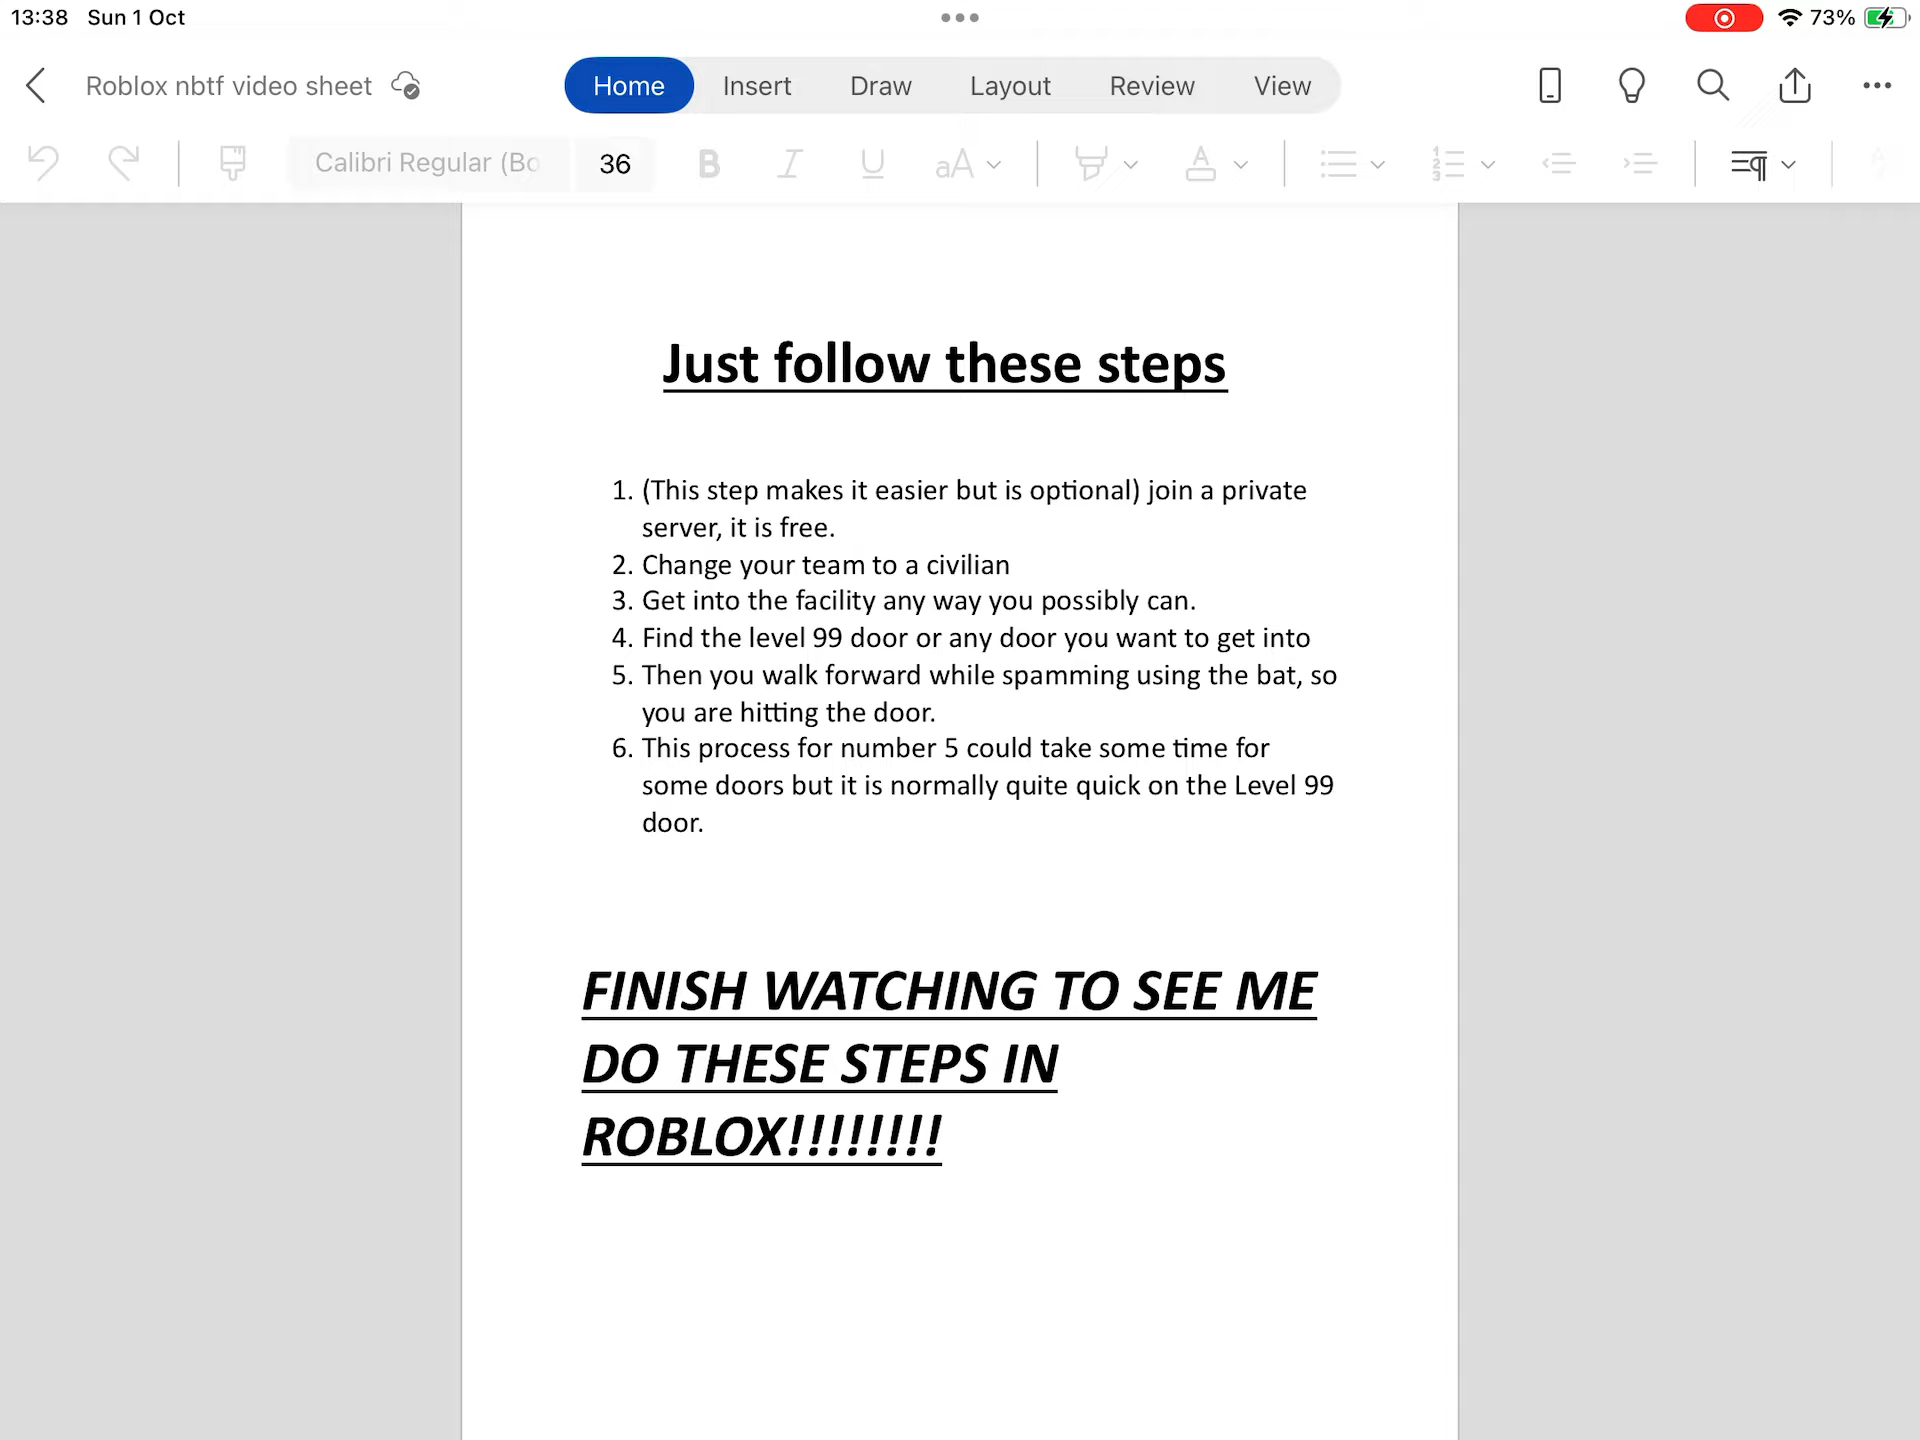 13:38 Sun 1 Oct
73%
Roblox nbtf video sheet
Home Insert Draw Layout Review View
Calibri Regular (Bo 36 B I U aA A
Just follow these steps
1. (This step makes it easier but is optional) join a private
server, it is free.
2. Change your team to a civilian
3. Get into the facility any way you possibly can.
4. Find the level 99 door or any door you want to get into
5. Then you walk forward while spamming using the bat, so
you are hitting the door.
6. This process for number 5 could take some time for
some doors but it is normally quite quick on the Level 99
door.
FINISH WATCHING TO SEE ME
DO THESE STEPS IN
ROBLOX!!!!!!!!